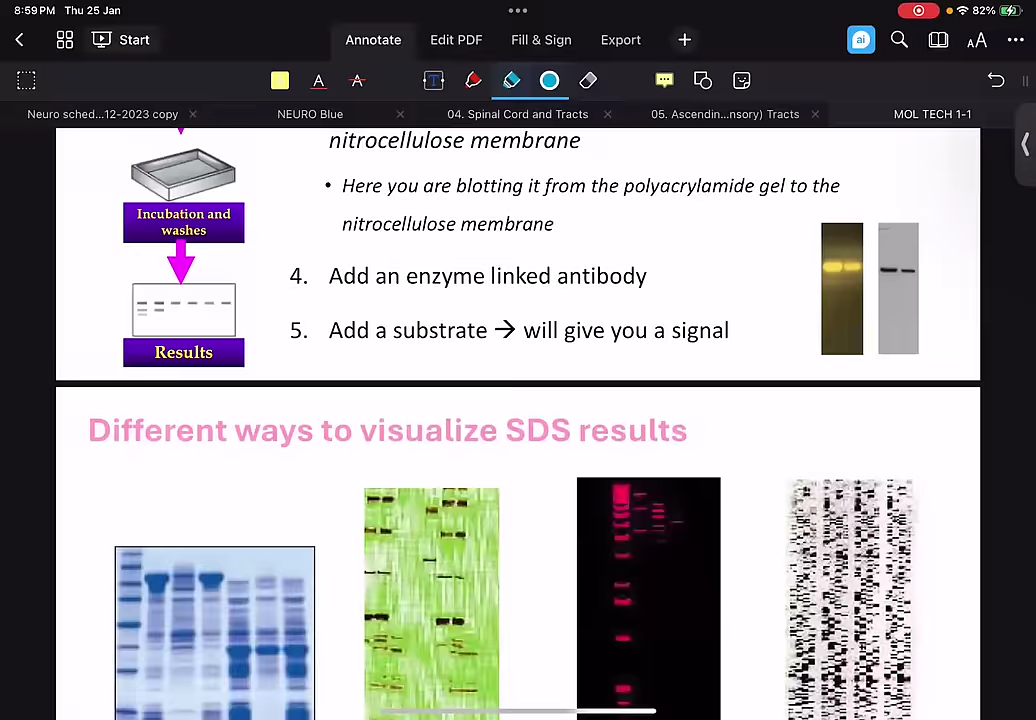 8:59 PM Thu 25 Jan
82%
Start
Annotate
Edit PDF
Fill & Sign
Export
ai
AA
A
A
T
Neuro sched...12-2023 copy
NEURO Blue
04. Spinal Cord and Tracts
05. Ascendin...nsory) Tracts
MOL TECH 1-1
nitrocellulose membrane
• Here you are blotting it from the polyacrylamide gel to the
nitrocellulose membrane
Incubation and
washes
4. Add an enzyme linked antibody
5. Add a substrate → will give you a signal
Results
Different ways to visualize SDS results